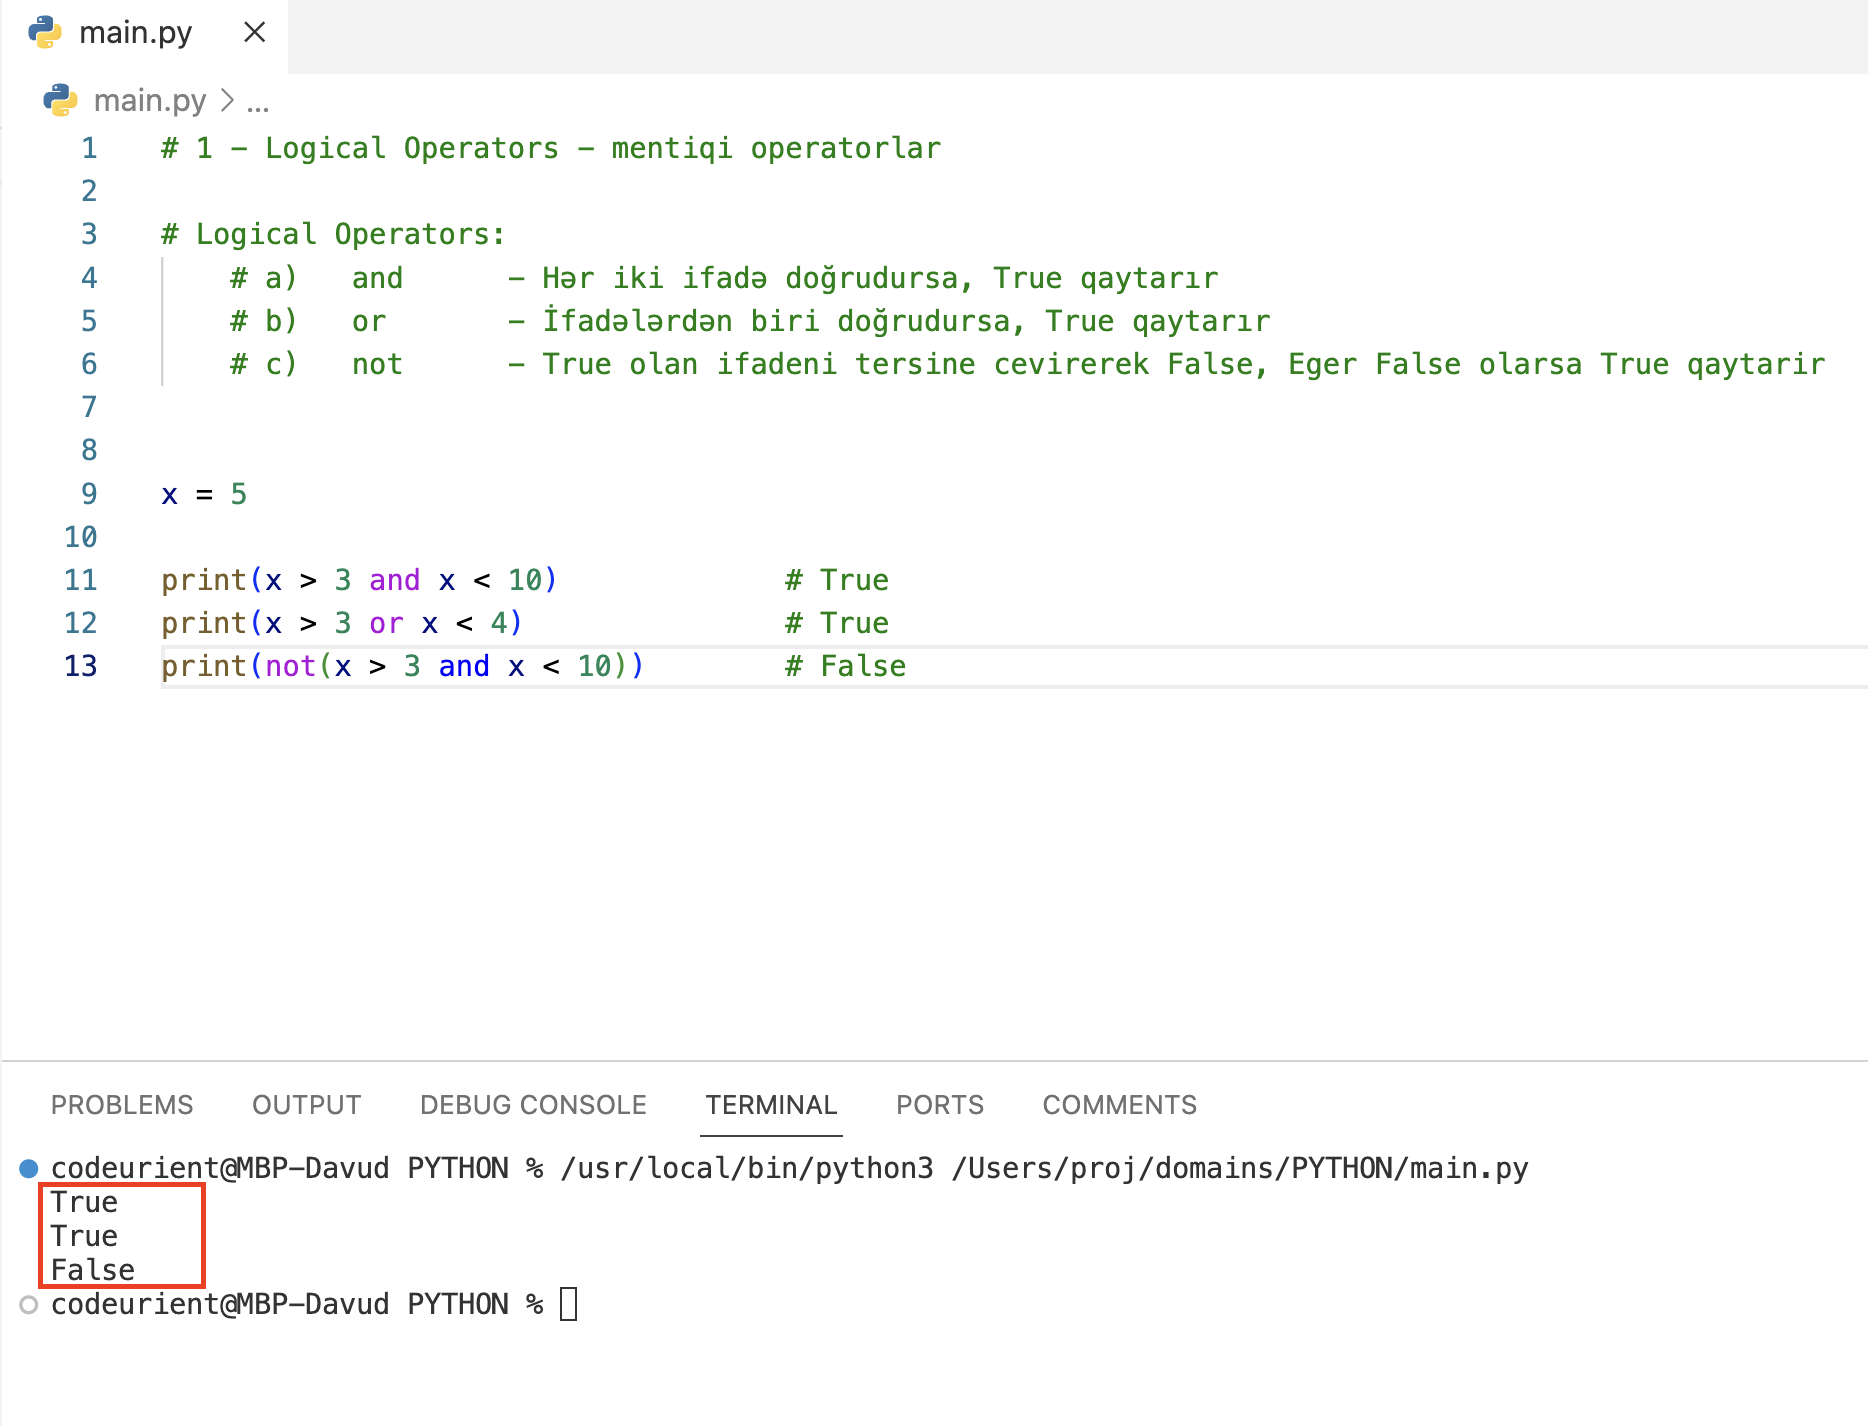 main.py
main.py > ...
1 # 1 - Logical Operators - mentiqi operatorlar
2
3 # Logical Operators:
4     # a)   and      - Hər iki ifadə doğrudursa, True qaytarır
5     # b)   or       - İfadələrdən biri doğrudursa, True qaytarır
6     # c)   not      - True olan ifadeni tersine cevirerek False, Eger False olarsa True qaytarir
7
8
9 x = 5
10
11 print(x > 3 and x < 10)             # True
12 print(x > 3 or x < 4)               # True
13 print(not(x > 3 and x < 10))        # False
PROBLEMS OUTPUT DEBUG CONSOLE TERMINAL PORTS COMMENTS
codeurient@MBP-Davud PYTHON % /usr/local/bin/python3 /Users/proj/domains/PYTHON/main.py
True
True
False
codeurient@MBP-Davud PYTHON %